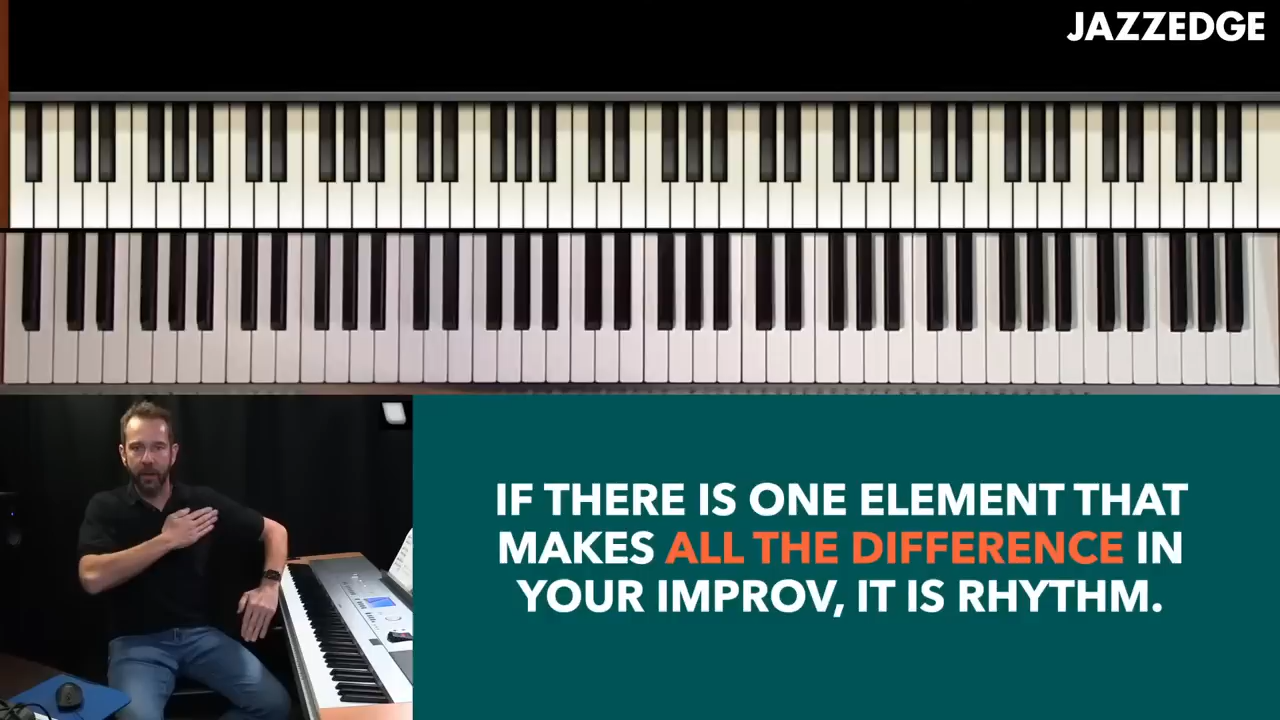 JAZZEDGE
IF THERE IS ONE ELEMENT THAT
MAKES ALL THE DIFFERENCE IN
YOUR IMPROV, IT IS RHYTHM.